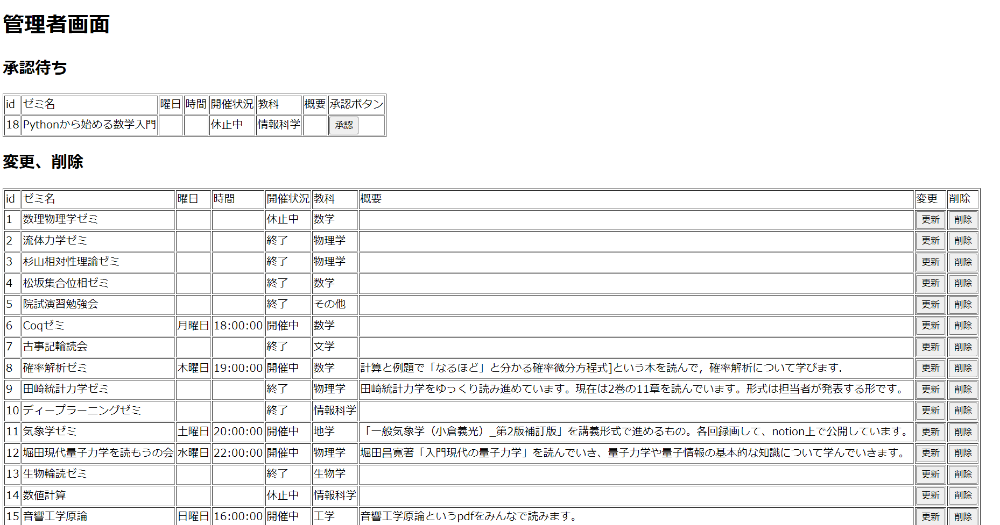 管理者画面
承認待ち
id ゼミ名 曜日 時間 開催状況 教科 概要 承認ボタン
18 Pythonから始める数学入門 休止中 情報科学 承認
変更、削除
id ゼミ名 曜日 時間 開催状況 教科 概要 変更 削除
1 数理物理学ゼミ 休止中 数学 更新 削除
2 流体力学ゼミ 終了 物理学 更新 削除
3 杉山相対性理論ゼミ 終了 物理学 更新 削除
4 松坂集合位相ゼミ 終了 数学 更新 削除
5 院試演習勉強会 終了 その他 更新 削除
6 Coqゼミ 月曜日 18:00:00 開催中 数学 更新 削除
7 古事記輪読会 終了 文学 更新 削除
8 確率解析ゼミ 木曜日 19:00:00 開催中 数学 計算と例題で「なるほど」と分かる確率微分方程式]という本を読んで，確率解析について学びます． 更新 削除
9 田崎統計力学ゼミ 終了 物理学 田崎統計力学をゆっくり読み進めています。現在は2巻の11章を読んでいます。形式は担当者が発表する形です。 更新 削除
10 ディープラーニングゼミ 終了 情報科学 更新 削除
11 気象学ゼミ 土曜日 20:00:00 開催中 地学 「一般気象学（小倉義光）_第2版補訂版」を講義形式で進めるもの。各回録画して、notion上で公開しています。 更新 削除
12 堀田現代量子力学を読もうの会 水曜日 22:00:00 開催中 物理学 堀田昌寛著「入門現代の量子力学」を読んでいき、量子力学や量子情報の基本的な知識について学んでいきます。 更新 削除
13 生物輪読ゼミ 終了 生物学 更新 削除
14 数値計算 休止中 情報科学 更新 削除
15 音響工学原論 日曜日 16:00:00 開催中 工学 音響工学原論というpdfをみんなで読みます。 更新 削除